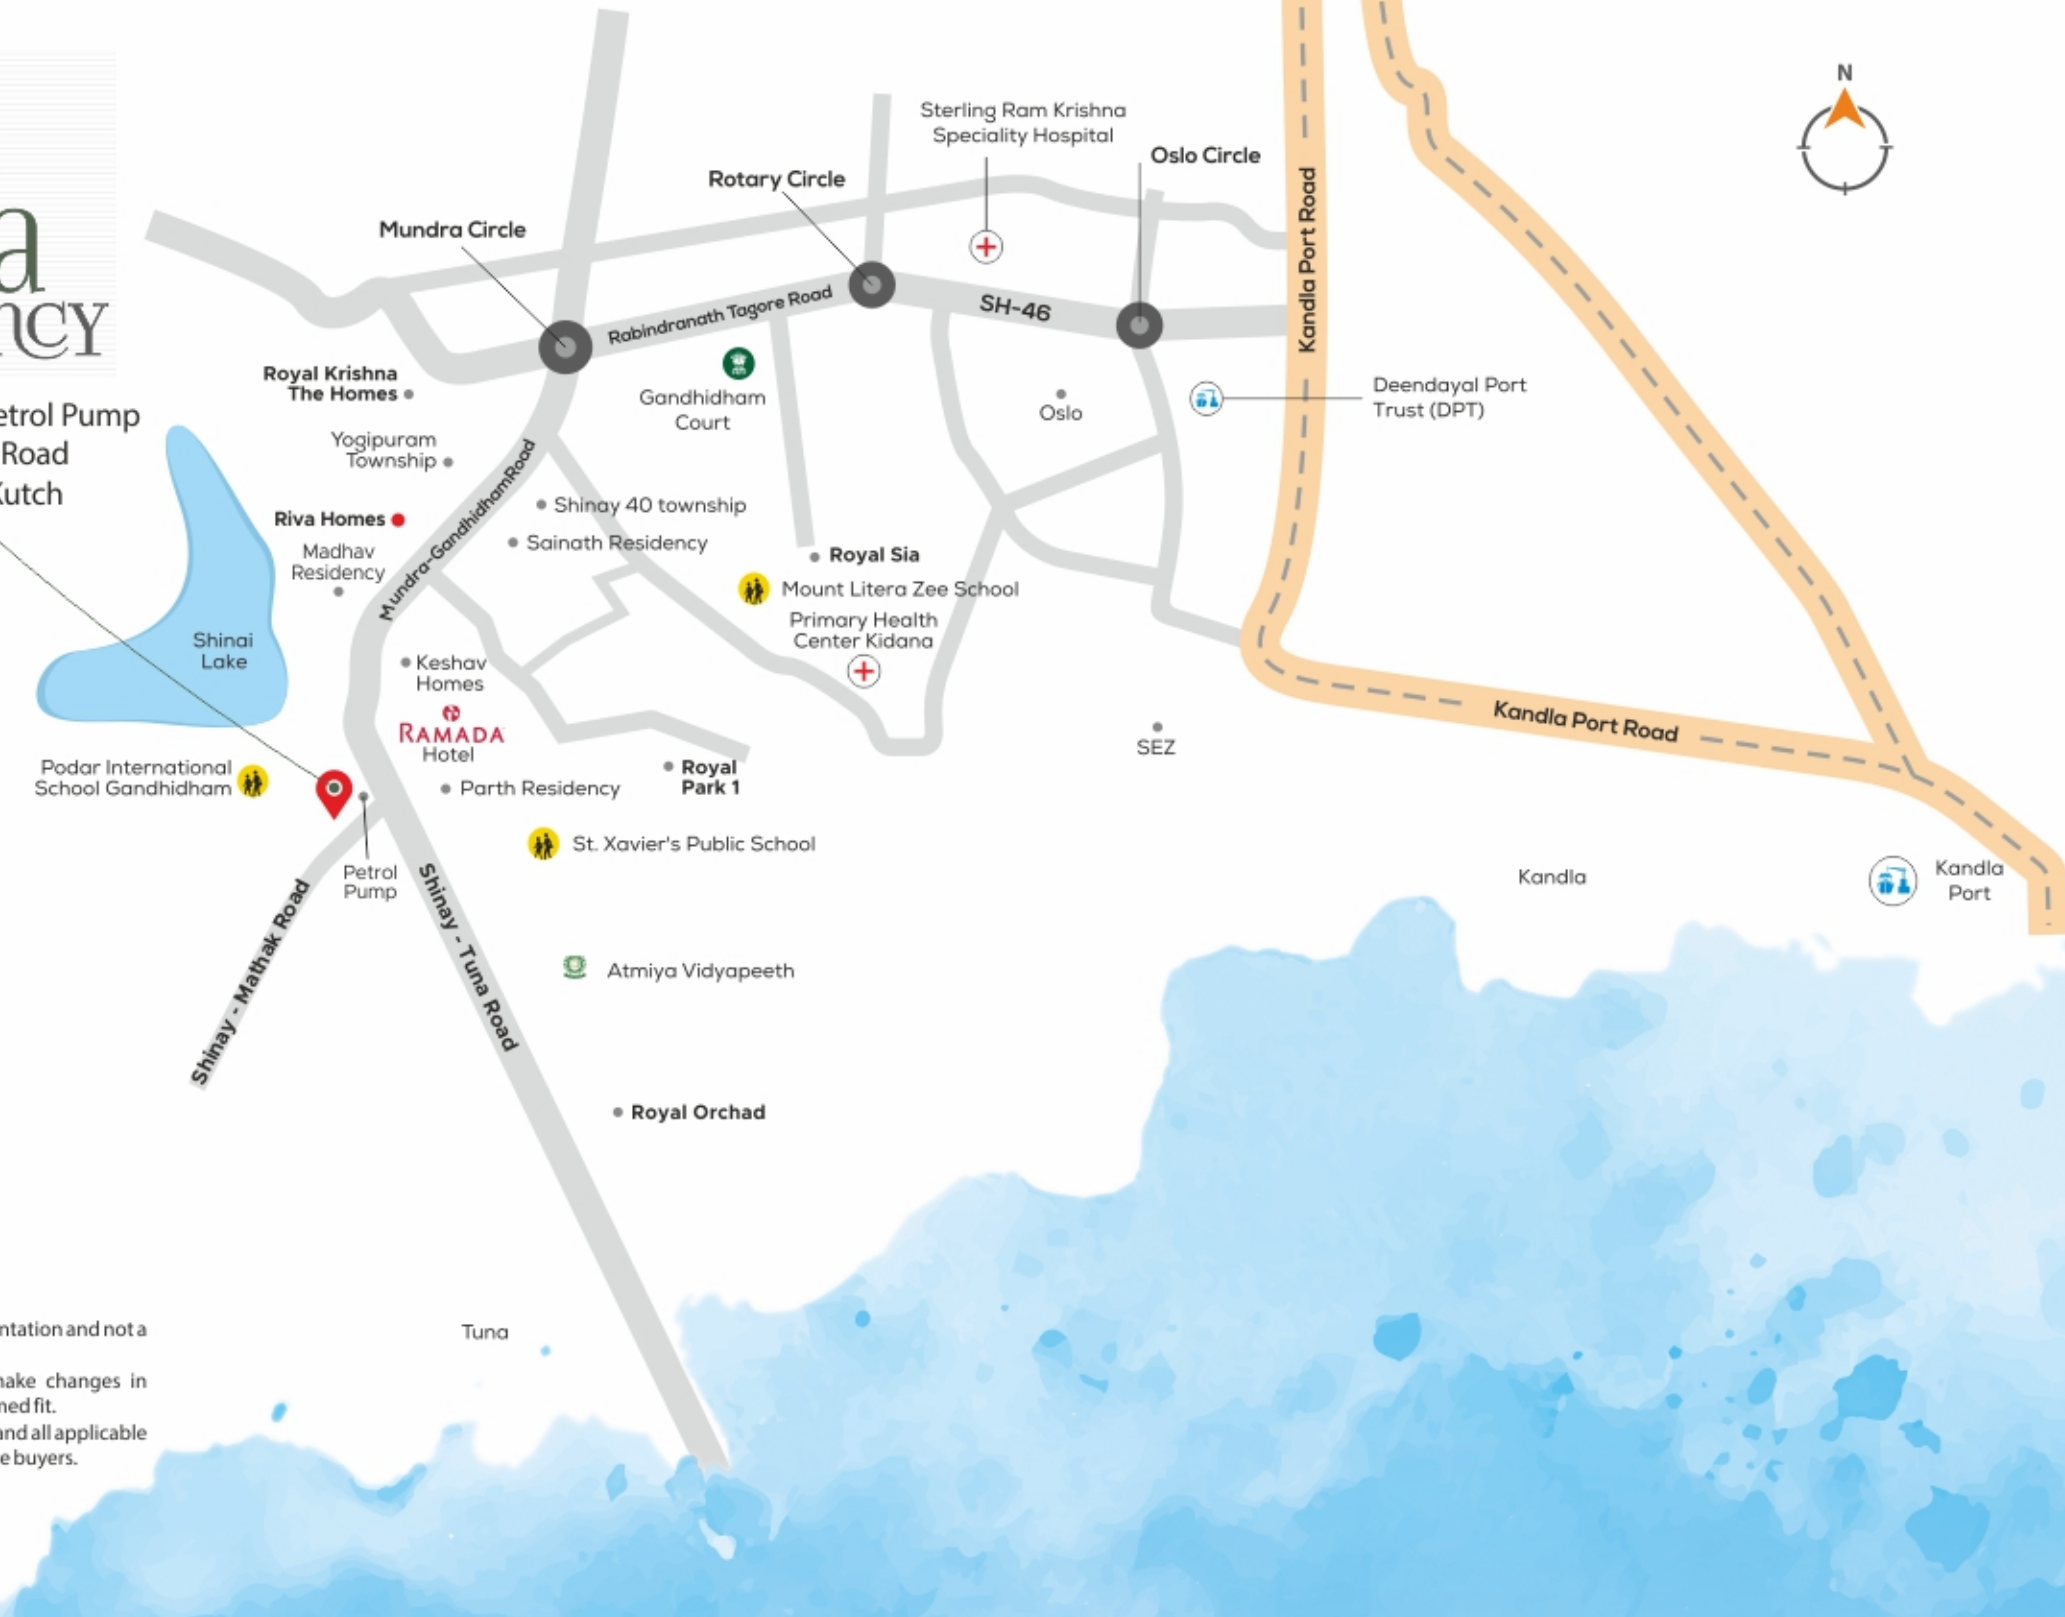 N
Sterling Ram Krishna
Speciality Hospital
Oslo Circle
Rotary Circle
Mundra Circle
Kandla Port Road
Rabindranath Tagore Road
SH-46
a
ncy
Royal Krishna
The Homes
Gandhidham
Court
Oslo
Deendayal Port
Trust (DPT)
etrol Pump
Road
Kutch
Yogipuram
Township
Mundra-GandhidhamRoad
Shinay 40 township
Riva Homes
Sainath Residency
Madhav
Residency
Royal Sia
Mount Litera Zee School
Primary Health
Center Kidana
Shinai
Lake
Keshav
Homes
RAMADA
Hotel
Kandla Port Road
SEZ
Podar International
School Gandhidham
Royal
Park 1
Parth Residency
St. Xavier's Public School
Petrol
Pump
Kandla
Kandla
Port
Shinay - Mathak Road
Shinay - Tuna Road
Atmiya Vidyapeeth
Royal Orchad
Tuna
ntation and not a
make changes in
med fit.
and all applicable
e buyers.